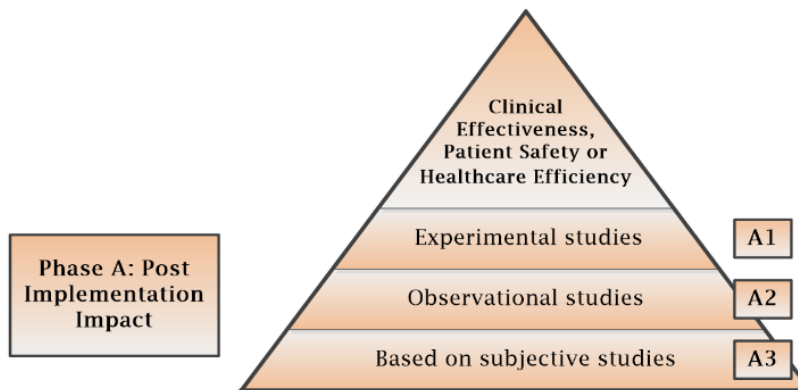 Clinical
Effectiveness,
Patient Safety or
Healthcare Efficiency
Experimental studies
A1
Phase A: Post
Implementation
Impact
Observational studies
A2
Based on subjective studies
A3